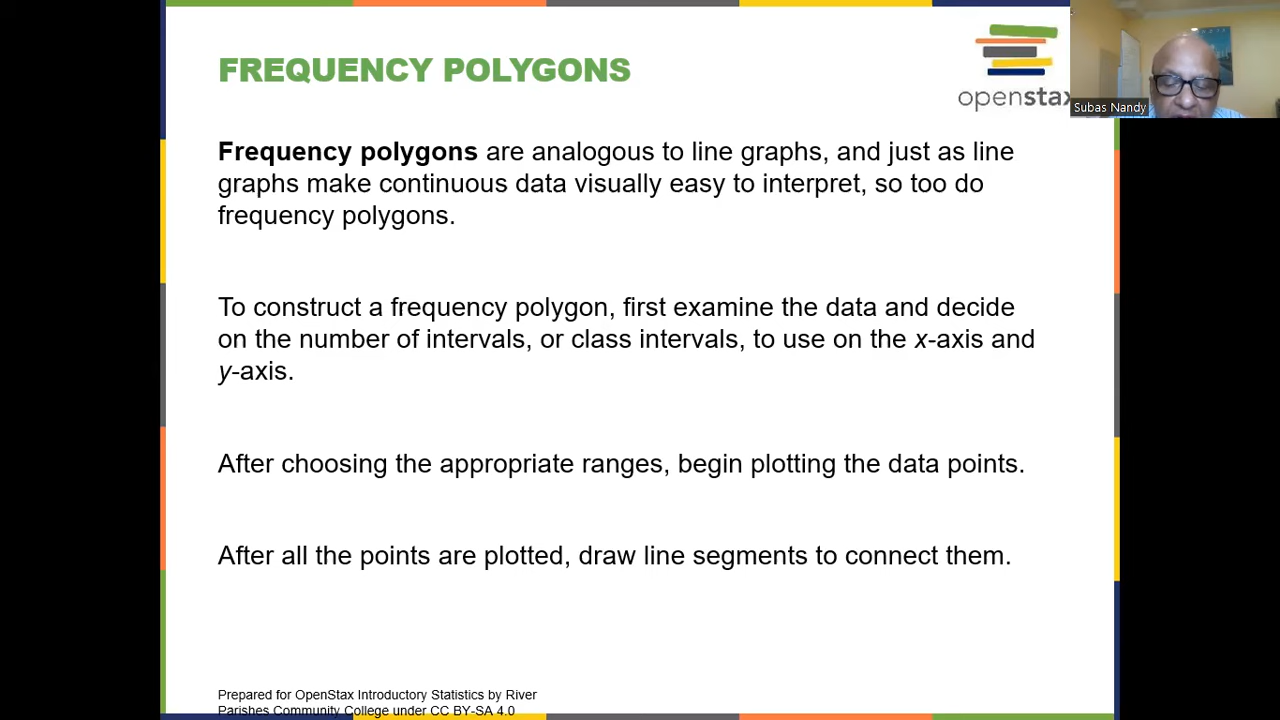 FREQUENCY POLYGONS
openstax
Subas Nandy
Frequency polygons are analogous to line graphs, and just as line
graphs make continuous data visually easy to interpret, so too do
frequency polygons.
To construct a frequency polygon, first examine the data and decide
on the number of intervals, or class intervals, to use on the x-axis and
y-axis.
After choosing the appropriate ranges, begin plotting the data points.
After all the points are plotted, draw line segments to connect them.
Prepared for OpenStax Introductory Statistics by River
Parishes Community College under CC BY-SA 4.0